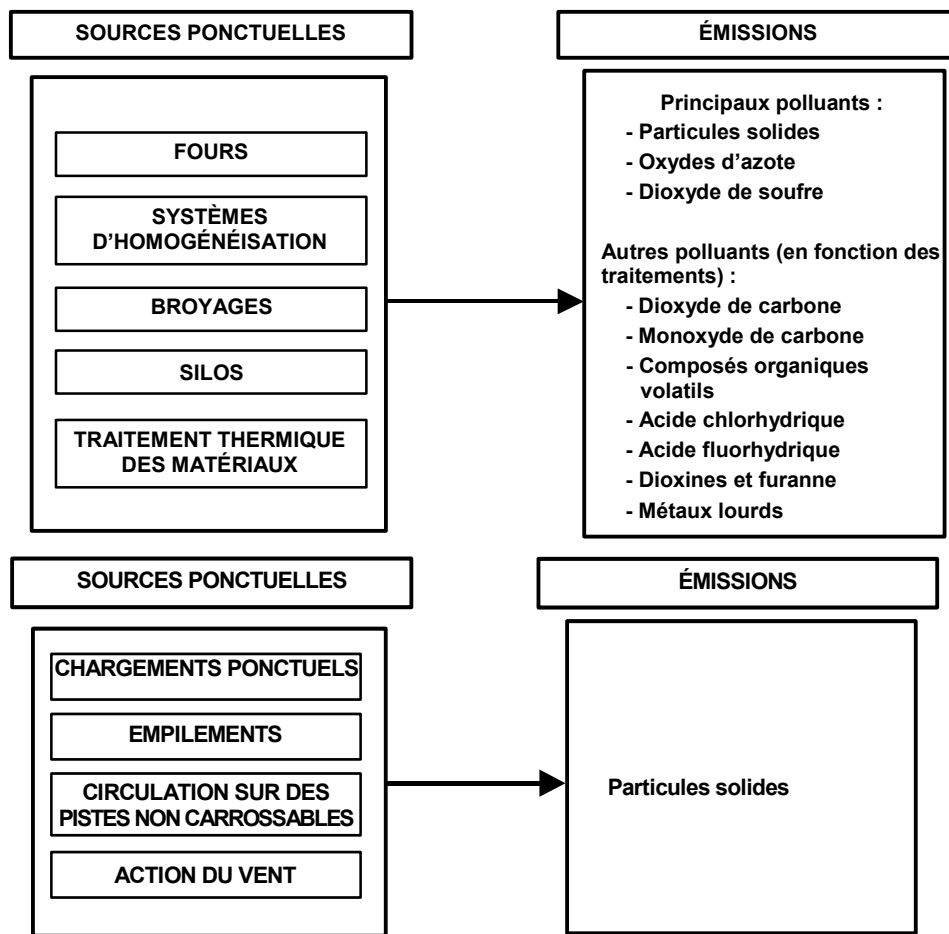 SOURCES PONCTUELLES
FOURS
SYSTÈMES
D'HOMOGÉNÉISATION
BROYAGES
SILOS
TRAITEMENT THERMIQUE
DES MATÉRIAUX
ÉMISSIONS
Principaux polluants :
- Particules solides
- Oxydes d'azote
- Dioxyde de soufre
Autres polluants (en fonction des
traitements) :
- Dioxyde de carbone
- Monoxyde de carbone
- Composés organiques
volatils
- Acide chlorhydrique
- Acide fluorhydrique
- Dioxines et furanne
- Métaux lourds
SOURCES PONCTUELLES
CHARGEMENTS PONCTUELS
EMPILEMENTS
CIRCULATION SUR DES
PISTES NON CARROSSABLES
ACTION DU VENT
ÉMISSIONS
Particules solides